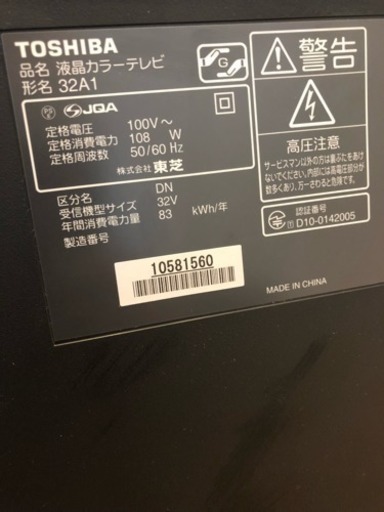 TOSHIBA
品名 液晶カラーテレビ
形名 32A1
PS E JQA
定格電圧 100V～
定格消費電力 108 W
定格周波数 50/60 Hz
株式会社 東芝
区分名 DN
受信機型サイズ 32V
年間消費電力量 83 kWh/年
製造番号
10581560
G
警告
高圧注意
サービスマン以外の方は裏ぶたをあけ
ないでください。内部には高電圧部分が
数多くあり、万一さわると危険です。
認証番号
D10-0142005
MADE IN CHINA